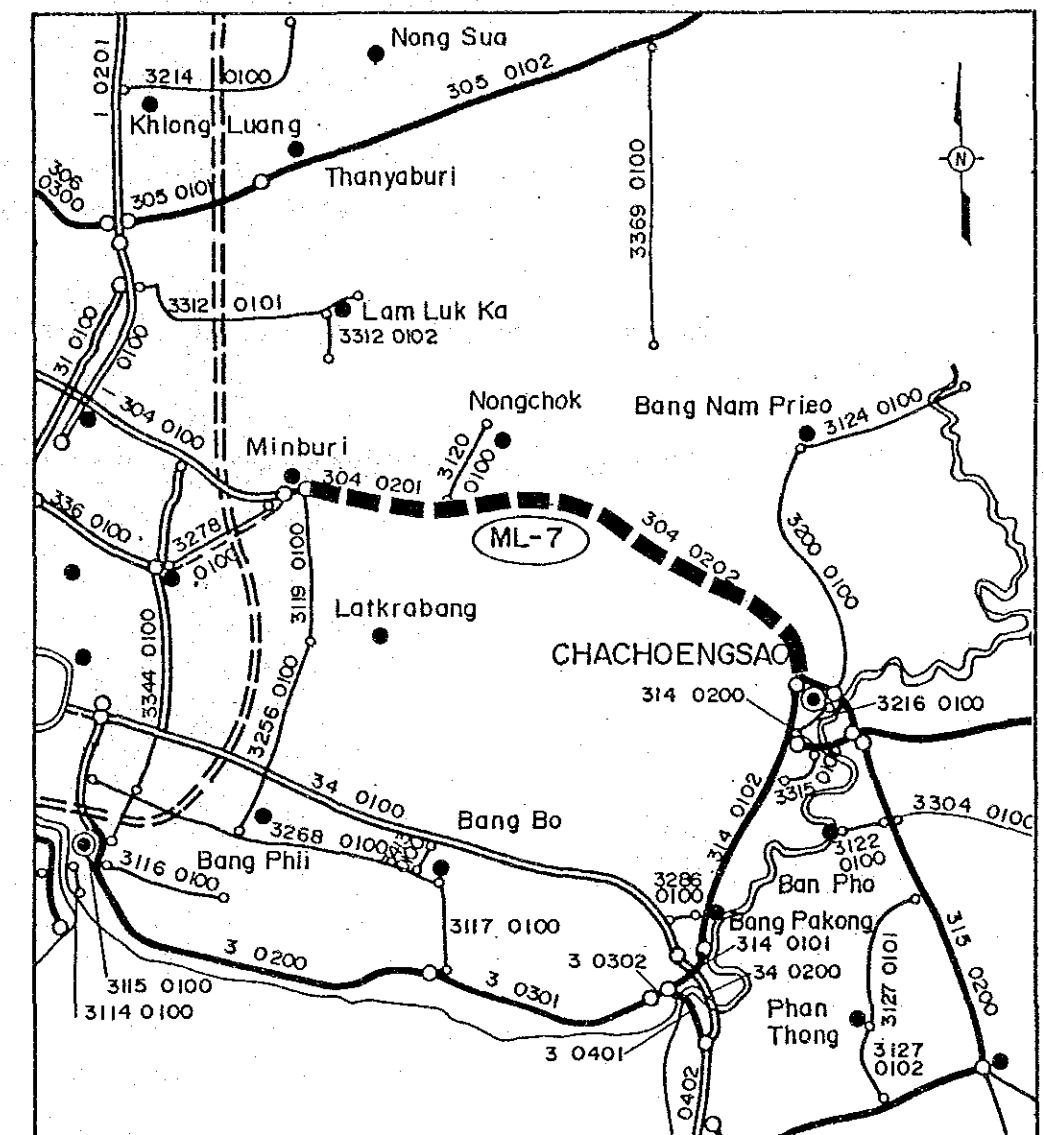 Nong Sua
1 0201
3214 0100
305 0102
Khlong Luang
Thanyaburi
306
0300
305 0101
3369 0100
N
3312 0101
Lam Luk Ka
3312 0102
31 0100
0100
304 0100
Nongchok
Bang Nam Prieo
3124 0100
Minburi
3120
0100
304 0201
336 0100
3278
0100
ML-7
304 0202
3200 0100
3119 0100
Latkrabang
CHACHOENGSAO
314 0200
3216 0100
3344 0100
3256 0100
34 0100
314 0102
3315
3304 0100
Bang Bo
3268 0100
Bang Phli
3122
0100
3116 0100
3286
0100
Ban Pho
Bang Pakong
3117 0100
314 0101
315 0200
3 0200
3 0302
34 0200
3127 0101
3115 0100
3 0301
3114 0100
Phan
Thong
3 0401
3127
0102
0402